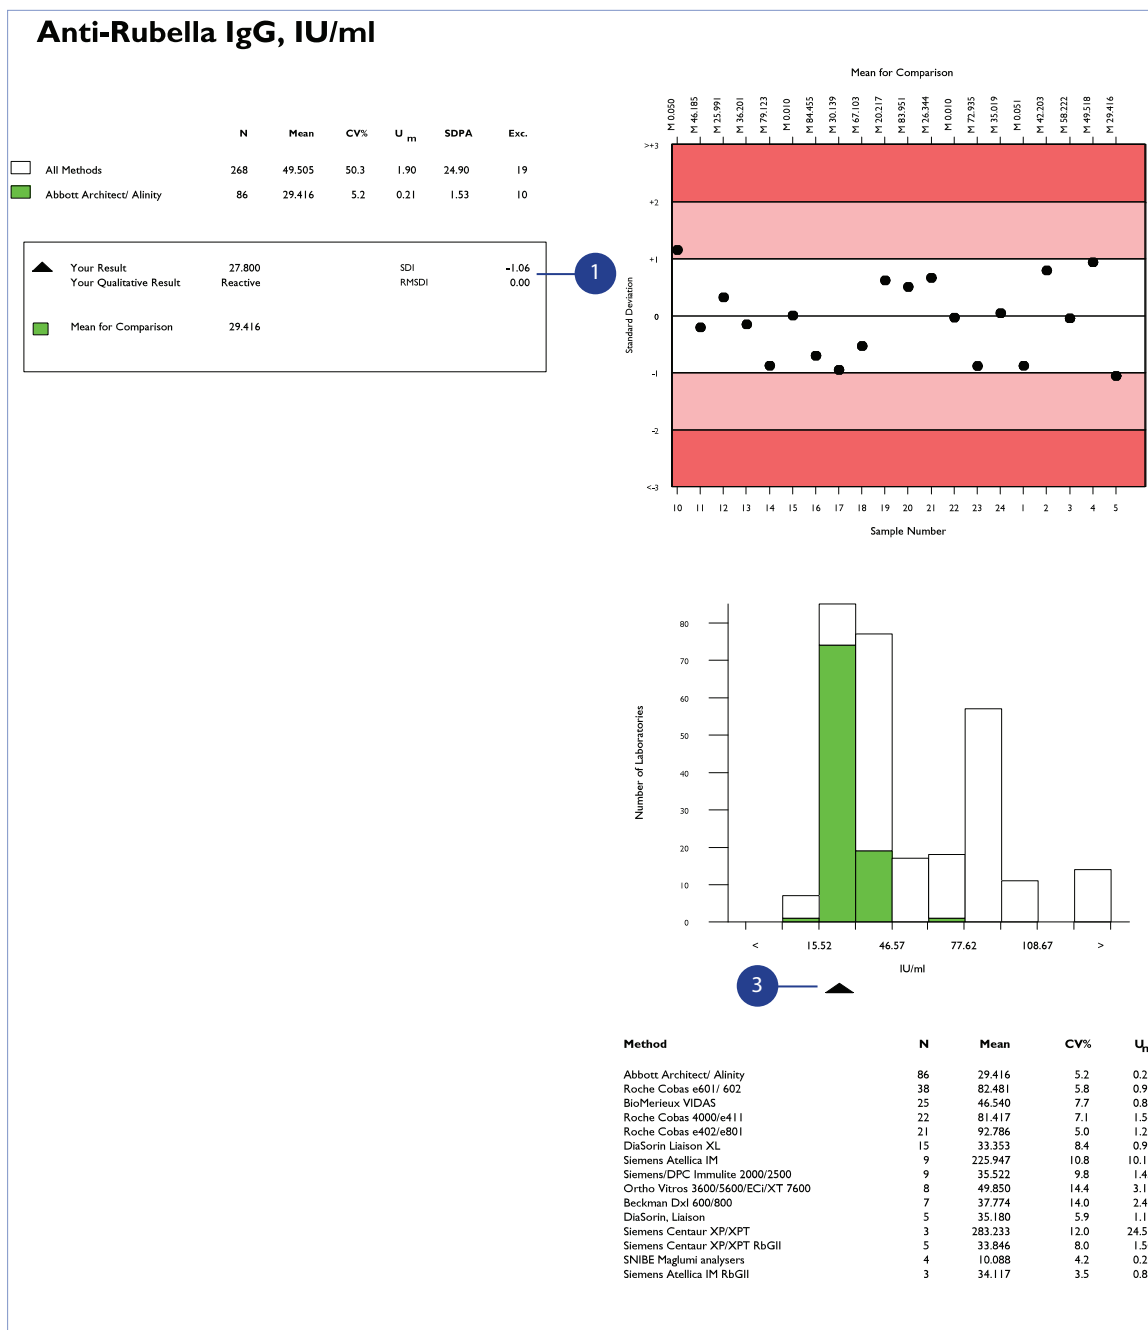 Anti-Rubella IgG, IU/ml
N Mean CV% U m SDPA Exc.
All Methods 268 49.505 50.3 1.90 24.90 19
Abbott Architect/ Alinity 86 29.416 5.2 0.21 1.53 10
Your Result 27.800 SDI -1.06
Your Qualitative Result Reactive RMSDI 0.00
1
Mean for Comparison 29.416
Mean for Comparison
M 0.050
M 46.185
M 25.991
M 36.201
M 79.123
M 0.010
M 84.455
M 30.139
M 67.103
M 20.217
M 83.951
M 26.344
M 0.010
M 72.935
M 35.019
M 0.051
M 42.203
M 58.222
M 49.518
M 29.416
>+3
+2
+1
0
-1
-2
<-3
Standard Deviation
10 11 12 13 14 15 16 17 18 19 20 21 22 23 24 1 2 3 4 5
Sample Number
80
70
60
50
40
30
20
10
0
Number of Laboratories
< 15.52 46.57 77.62 108.67 >
IU/ml
3
Method N Mean CV% U
Abbott Architect/ Alinity 86 29.416 5.2 0.2
Roche Cobas e601/ 602 38 82.481 5.8 0.9
BioMerieux VIDAS 25 46.540 7.7 0.8
Roche Cobas 4000/e411 22 81.417 7.1 1.5
Roche Cobas e402/e801 21 92.786 5.0 1.2
DiaSorin Liaison XL 15 33.353 8.4 0.9
Siemens Atellica IM 9 225.947 10.8 10.1
Siemens/DPC Immulite 2000/2500 9 35.522 9.8 1.4
Ortho Vitros 3600/5600/ECi/XT 7600 8 49.850 14.4 3.1
Beckman DxI 600/800 7 37.774 14.0 2.4
DiaSorin, Liaison 5 35.180 5.9 1.1
Siemens Centaur XP/XPT 3 283.233 12.0 24.5
Siemens Centaur XP/XPT RbGII 5 33.846 8.0 1.5
SNIBE Maglumi analysers 4 10.088 4.2 0.2
Siemens Atellica IM RbGII 3 34.117 3.5 0.8